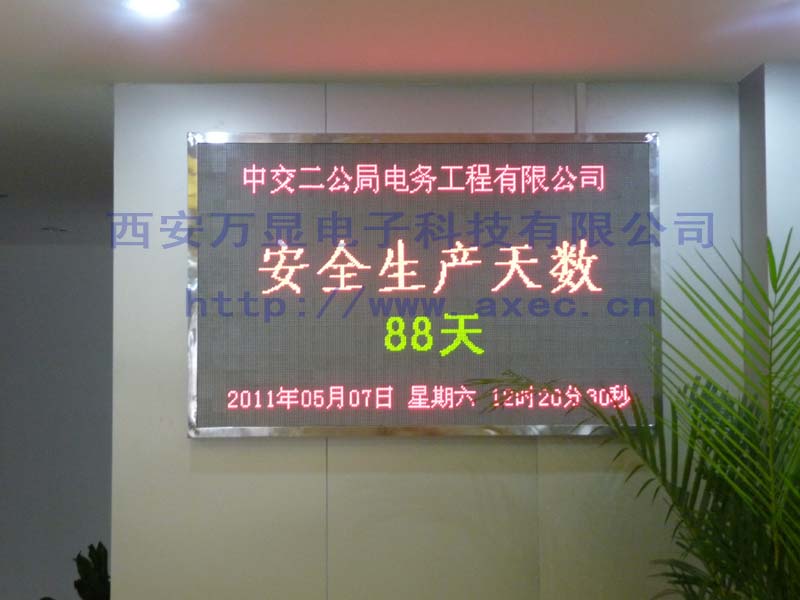 中交二公局电务工程有限公司
西安万显电子科技有限公司
安全生产天数
http://www.axec.cn
88天
2011年05月07日 星期六 12时20分30秒